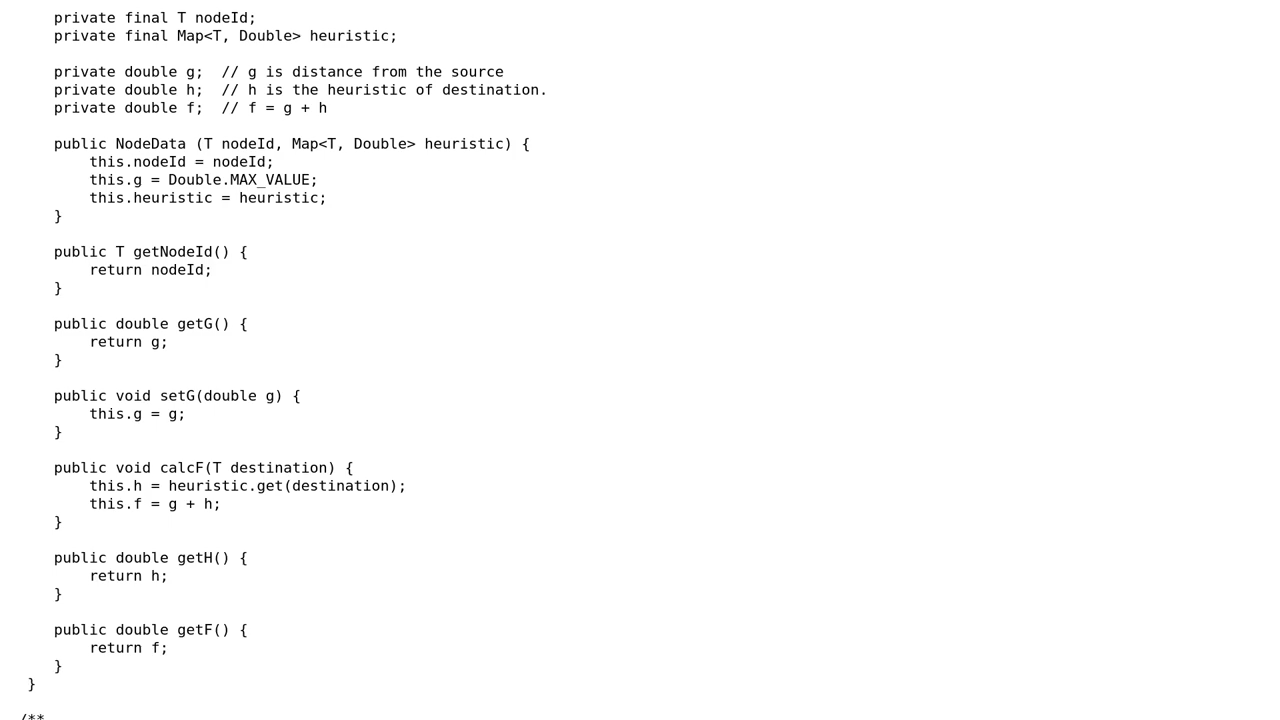 private final T nodeId;
private final Map<T, Double> heuristic;
private double g;  // g is distance from the source
private double h;  // h is the heuristic of destination.
private double f;  // f = g + h
public NodeData (T nodeId, Map<T, Double> heuristic) {
this.nodeId = nodeId;
this.g = Double.MAX_VALUE;
this.heuristic = heuristic;
}
public T getNodeId() {
return nodeId;
}
public double getG() {
return g;
}
public void setG(double g) {
this.g = g;
}
public void calcF(T destination) {
this.h = heuristic.get(destination);
this.f = g + h;
}
public double getH() {
return h;
}
public double getF() {
return f;
}
}
/**